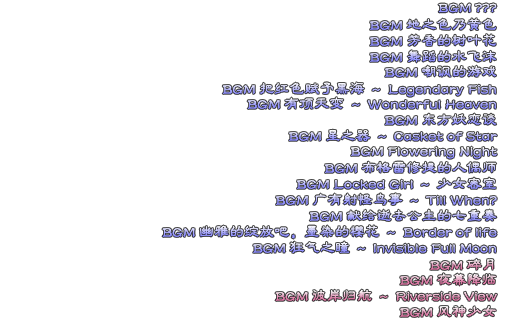 BGM ???
BGM 地之色乃黄色
BGM 芳香的树叶花
BGM 舞蹈的水飞沫
BGM 嘲讽的游戏
BGM 把红色赋予黑海 ~ Legendary Fish
BGM 有顶天变 ~ Wonderful Heaven
BGM 东方妖恋谈
BGM 星之器 ~ Casket of Star
BGM Flowering Night
BGM 布格雷修提的人偶师
BGM Locked Girl ~ 少女密室
BGM 广有射怪鸟事 ~ Till When?
BGM 献给逝去公主的七重奏
BGM 幽雅的绽放吧，墨染的樱花 ~ Border of life
BGM 狂气之瞳 ~ Invisible Full Moon
BGM 碎月
BGM 夜幕降临
BGM 波岸归航 ~ Riverside View
BGM 风神少女